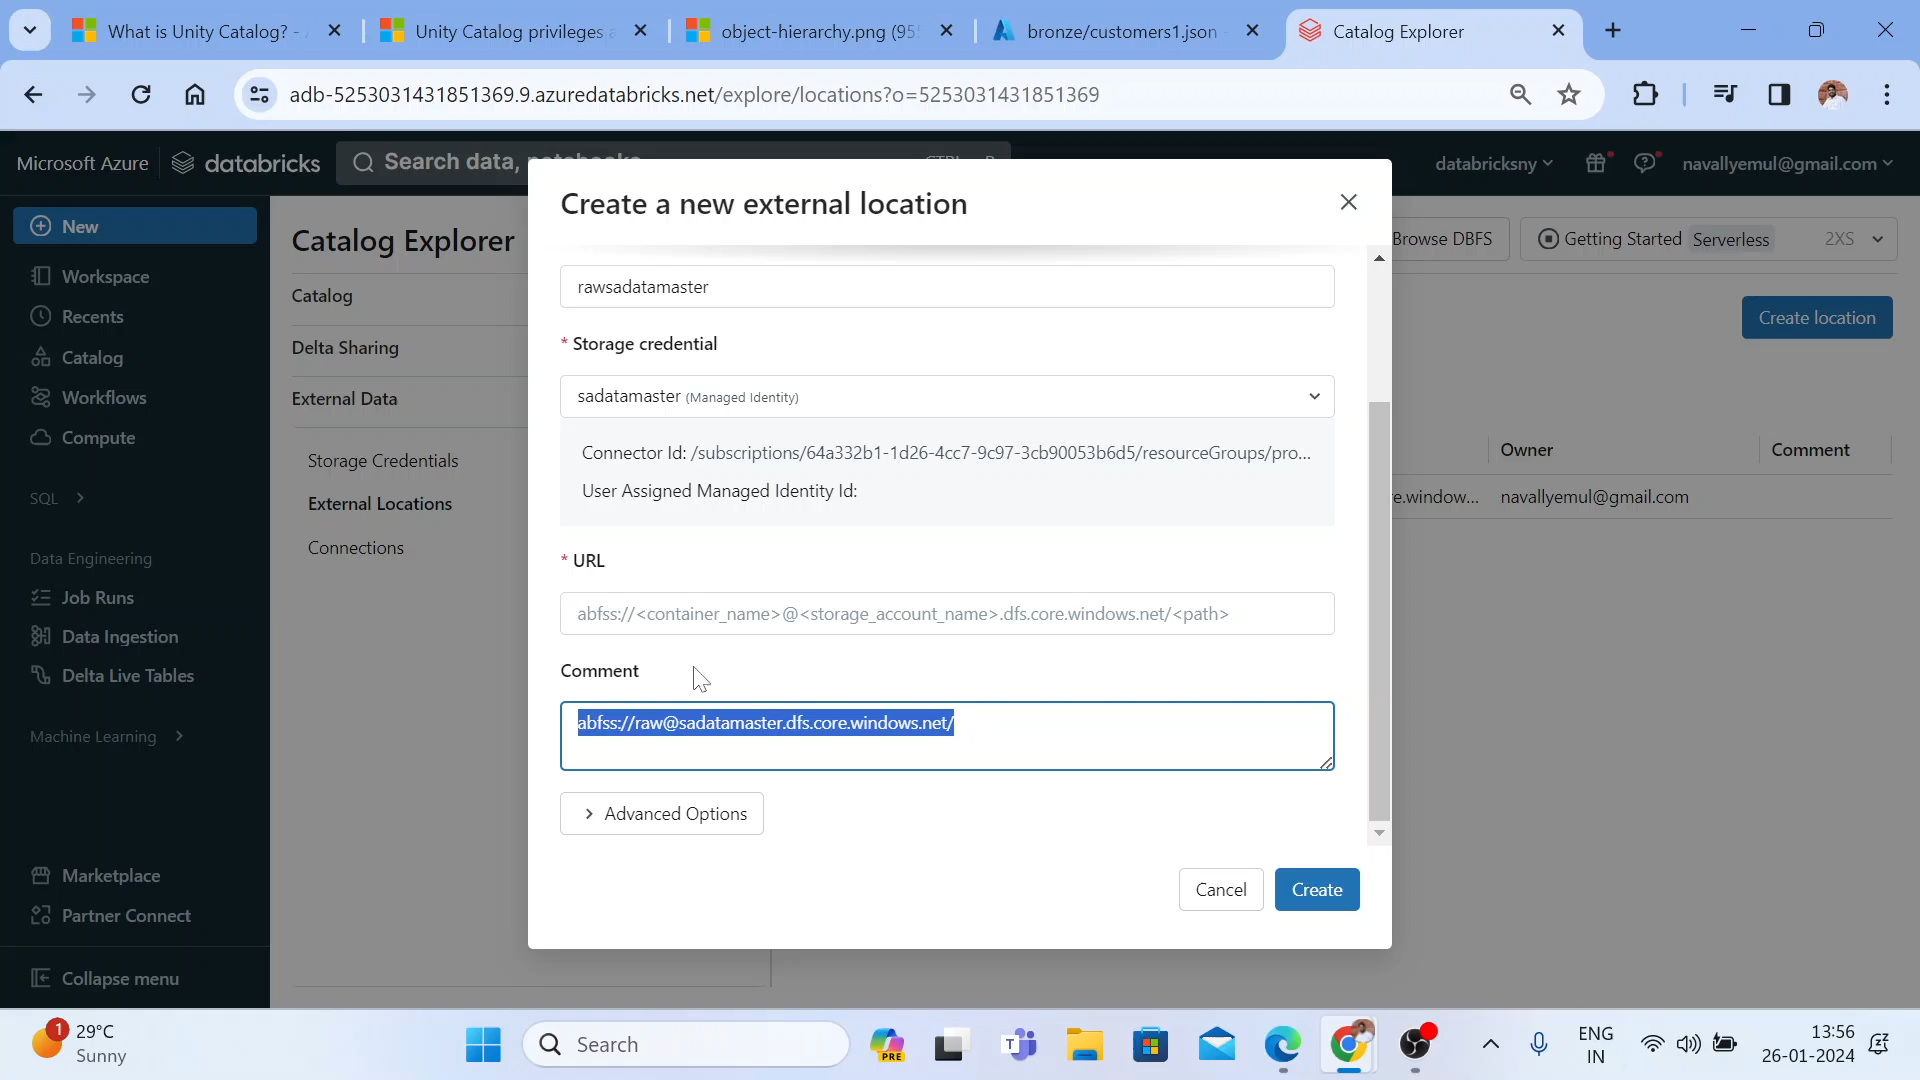 What is Unity Catalog? -
Unity Catalog privileges a
object-hierarchy.png (95
bronze/customers1.json
Catalog Explorer
adb-5253031431851369.9.azuredatabricks.net/explore/locations?o=5253031431851369
Microsoft Azure
databricks
Search data,
databricksny
navallyemul@gmail.com
New
Workspace
Recents
Catalog
Workflows
Compute
SQL
Data Engineering
Job Runs
Data Ingestion
Delta Live Tables
Machine Learning
Marketplace
Partner Connect
Collapse menu
Catalog Explorer
Catalog
Delta Sharing
External Data
Storage Credentials
External Locations
Connections
Browse DBFS
Getting Started Serverless 2XS
Create location
Owner
Comment
e.window...
navallyemul@gmail.com
Create a new external location
rawsadatamaster
* Storage credential
sadatamaster (Managed Identity)
Connector Id: /subscriptions/64a332b1-1d26-4cc7-9c97-3cb90053b6d5/resourceGroups/pro...
User Assigned Managed Identity Id:
* URL
abfss://<container_name>@<storage_account_name>.dfs.core.windows.net/<path>
Comment
abfss://raw@sadatamaster.dfs.core.windows.net/
Advanced Options
Cancel
Create
1
29°C
Sunny
Search
PRE
T
ENG
IN
13:56
26-01-2024